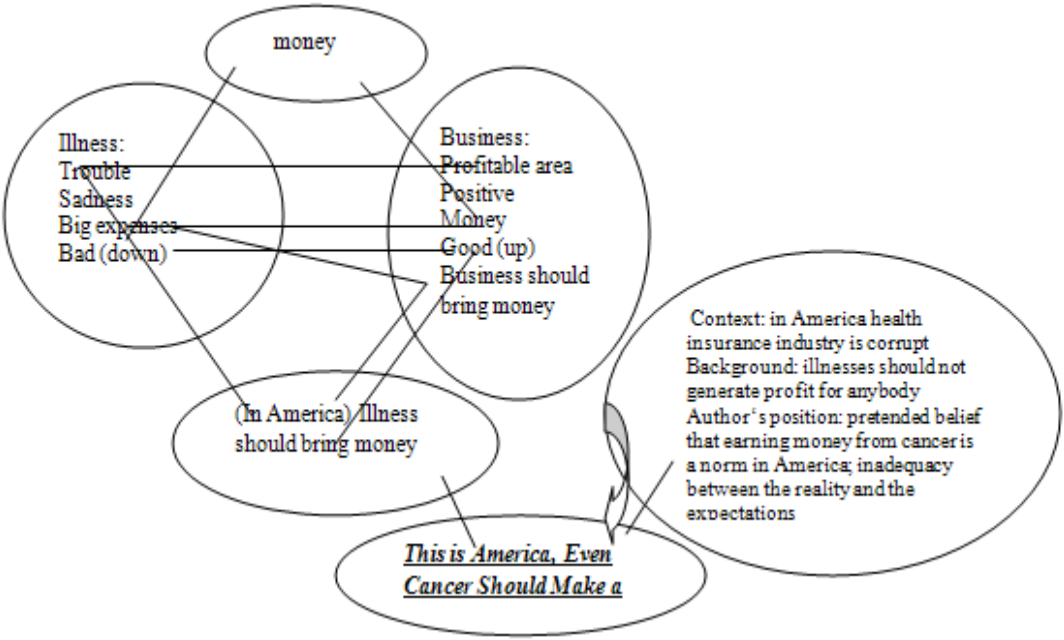 money
Illness:
Trouble
Sadness
Big expenses
Bad (down)
Business:
Profitable area
Positive
Money
Good (up)
Business should
bring money
(In America) Illness
should bring money
Context: in America health
insurance industry is corrupt
Background: illnesses should not
generate profit for anybody
Author‘s position: pretended belief
that earning money from cancer is
a norm in America; inadequacy
between the reality and the
expectations
This is America, Even
Cancer Should Make a